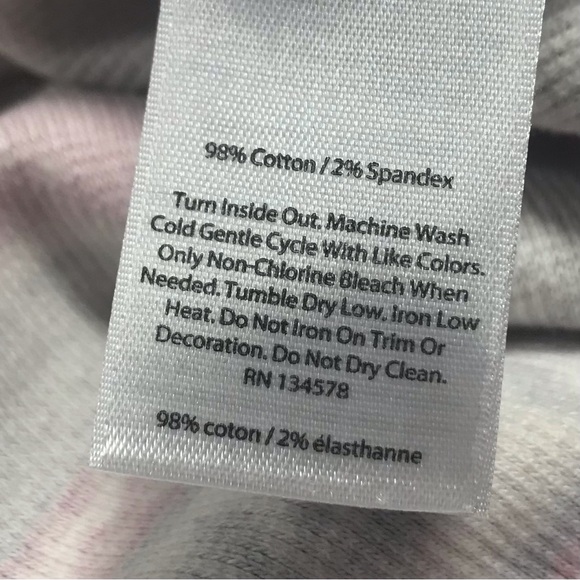 98% Cotton / 2% Spandex
Turn Inside Out. Machine Wash
Cold Gentle Cycle With Like Colors.
Only Non-Chlorine Bleach When
Needed. Tumble Dry Low. Iron Low
Heat. Do Not Iron On Trim Or
Decoration. Do Not Dry Clean.
RN 134578
98% coton / 2% élasthanne